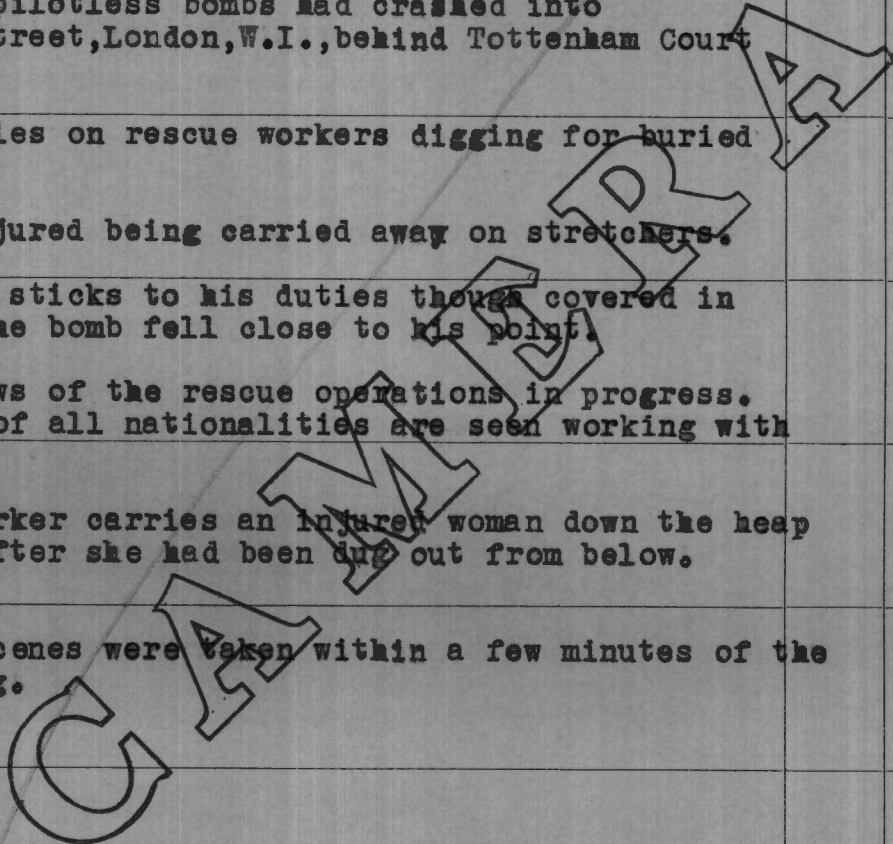 pilotless bombs had crashed into
treet,London,W.I.,behind Tottenham Court
ies on rescue workers digging for buried
jured being carried away on stretchers.
sticks to his duties though covered in
he bomb fell close to his point.
ws of the rescue operations in progress.
of all nationalities are seen working with
rker carries an injured woman down the heap
fter she had been dug out from below.
cenes were taken within a few minutes of the
g.
CAMERA